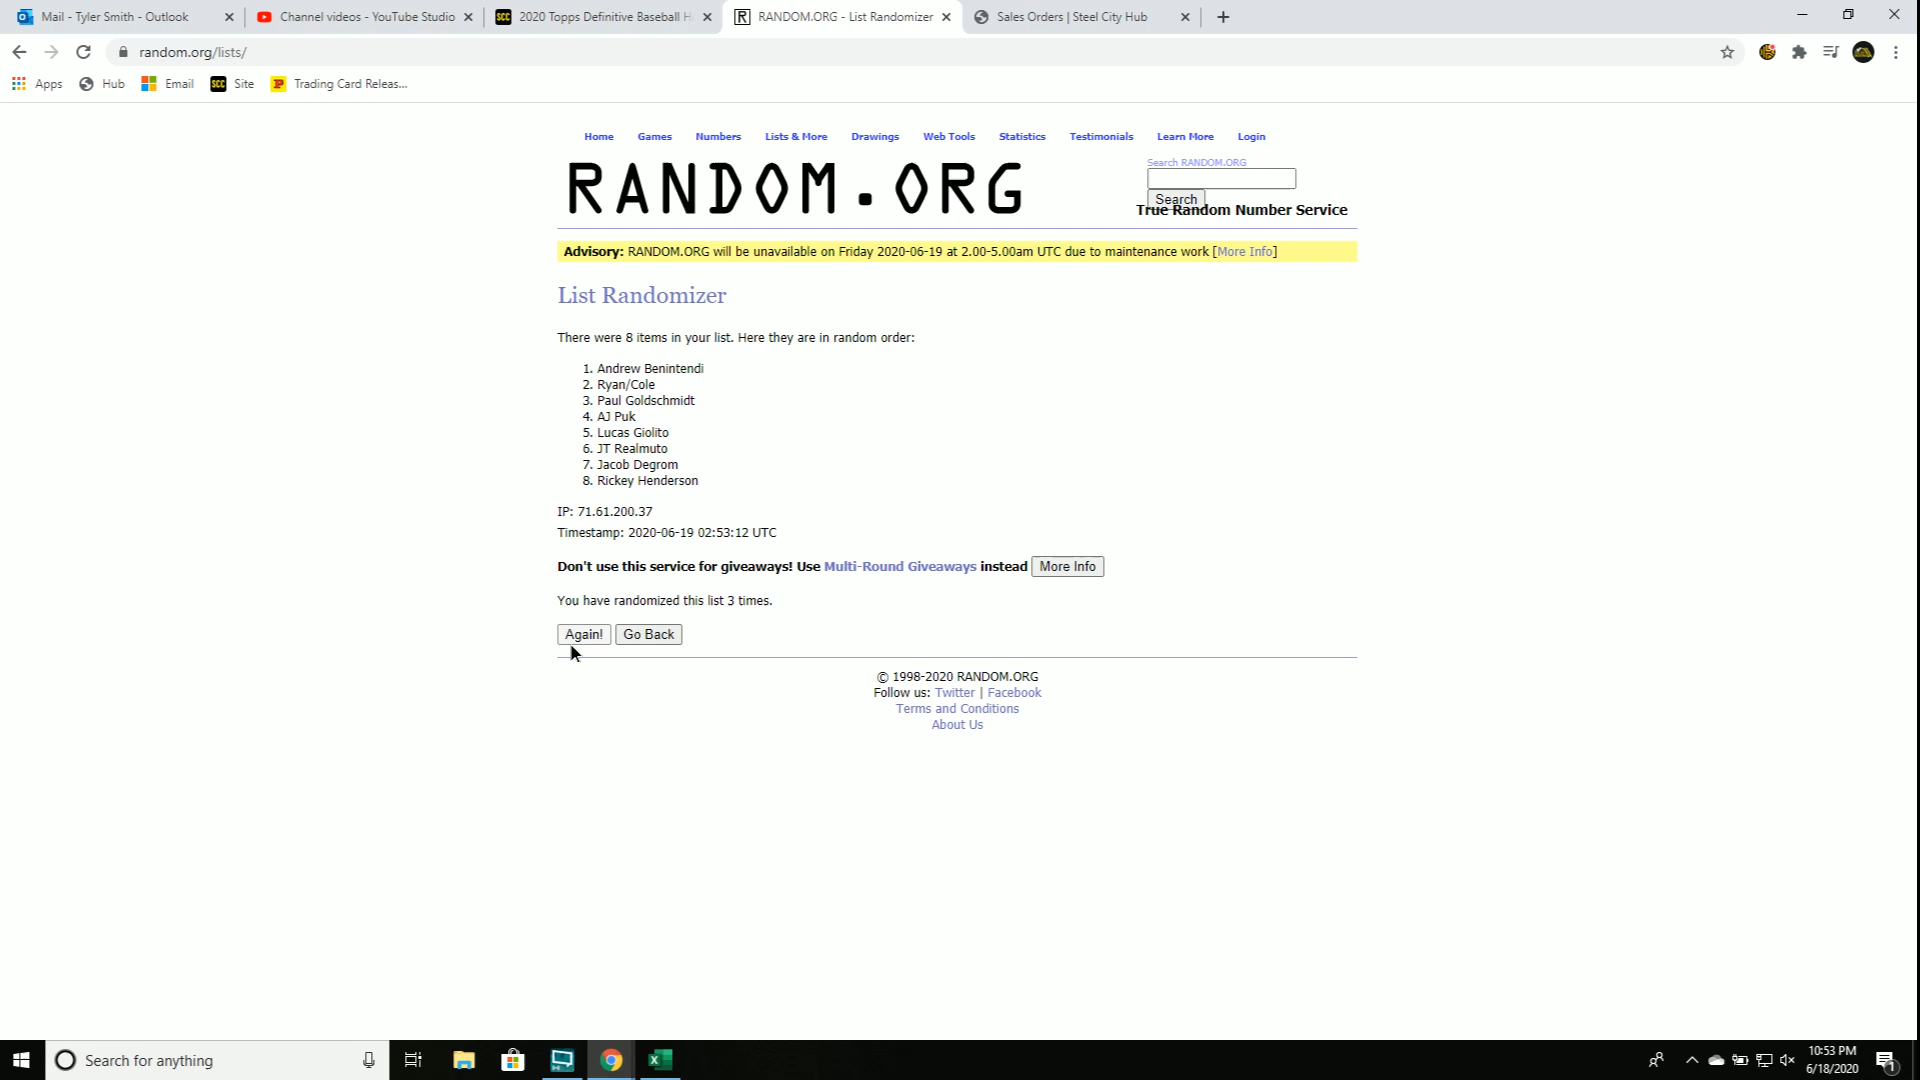 Mail - Tyler Smith - Outlook
Channel videos - YouTube Studio
SCC 2020 Topps Definitive Baseball H
RANDOM.ORG - List Randomizer
Sales Orders | Steel City Hub
random.org/lists/
Apps Hub Email SCC Site Trading Card Releas...
Home Games Numbers Lists & More Drawings Web Tools Statistics Testimonials Learn More Login
RANDOM.ORG
Search RANDOM.ORG
Search
True Random Number Service
Advisory: RANDOM.ORG will be unavailable on Friday 2020-06-19 at 2.00-5.00am UTC due to maintenance work [More Info]
List Randomizer
There were 8 items in your list. Here they are in random order:
1. Andrew Benintendi
2. Ryan/Cole
3. Paul Goldschmidt
4. AJ Puk
5. Lucas Giolito
6. JT Realmuto
7. Jacob Degrom
8. Rickey Henderson
IP: 71.61.200.37
Timestamp: 2020-06-19 02:53:12 UTC
Don't use this service for giveaways! Use Multi-Round Giveaways instead More Info
You have randomized this list 3 times.
Again! Go Back
© 1998-2020 RANDOM.ORG
Follow us: Twitter | Facebook
Terms and Conditions
About Us
Search for anything
10:53 PM
6/18/2020
1